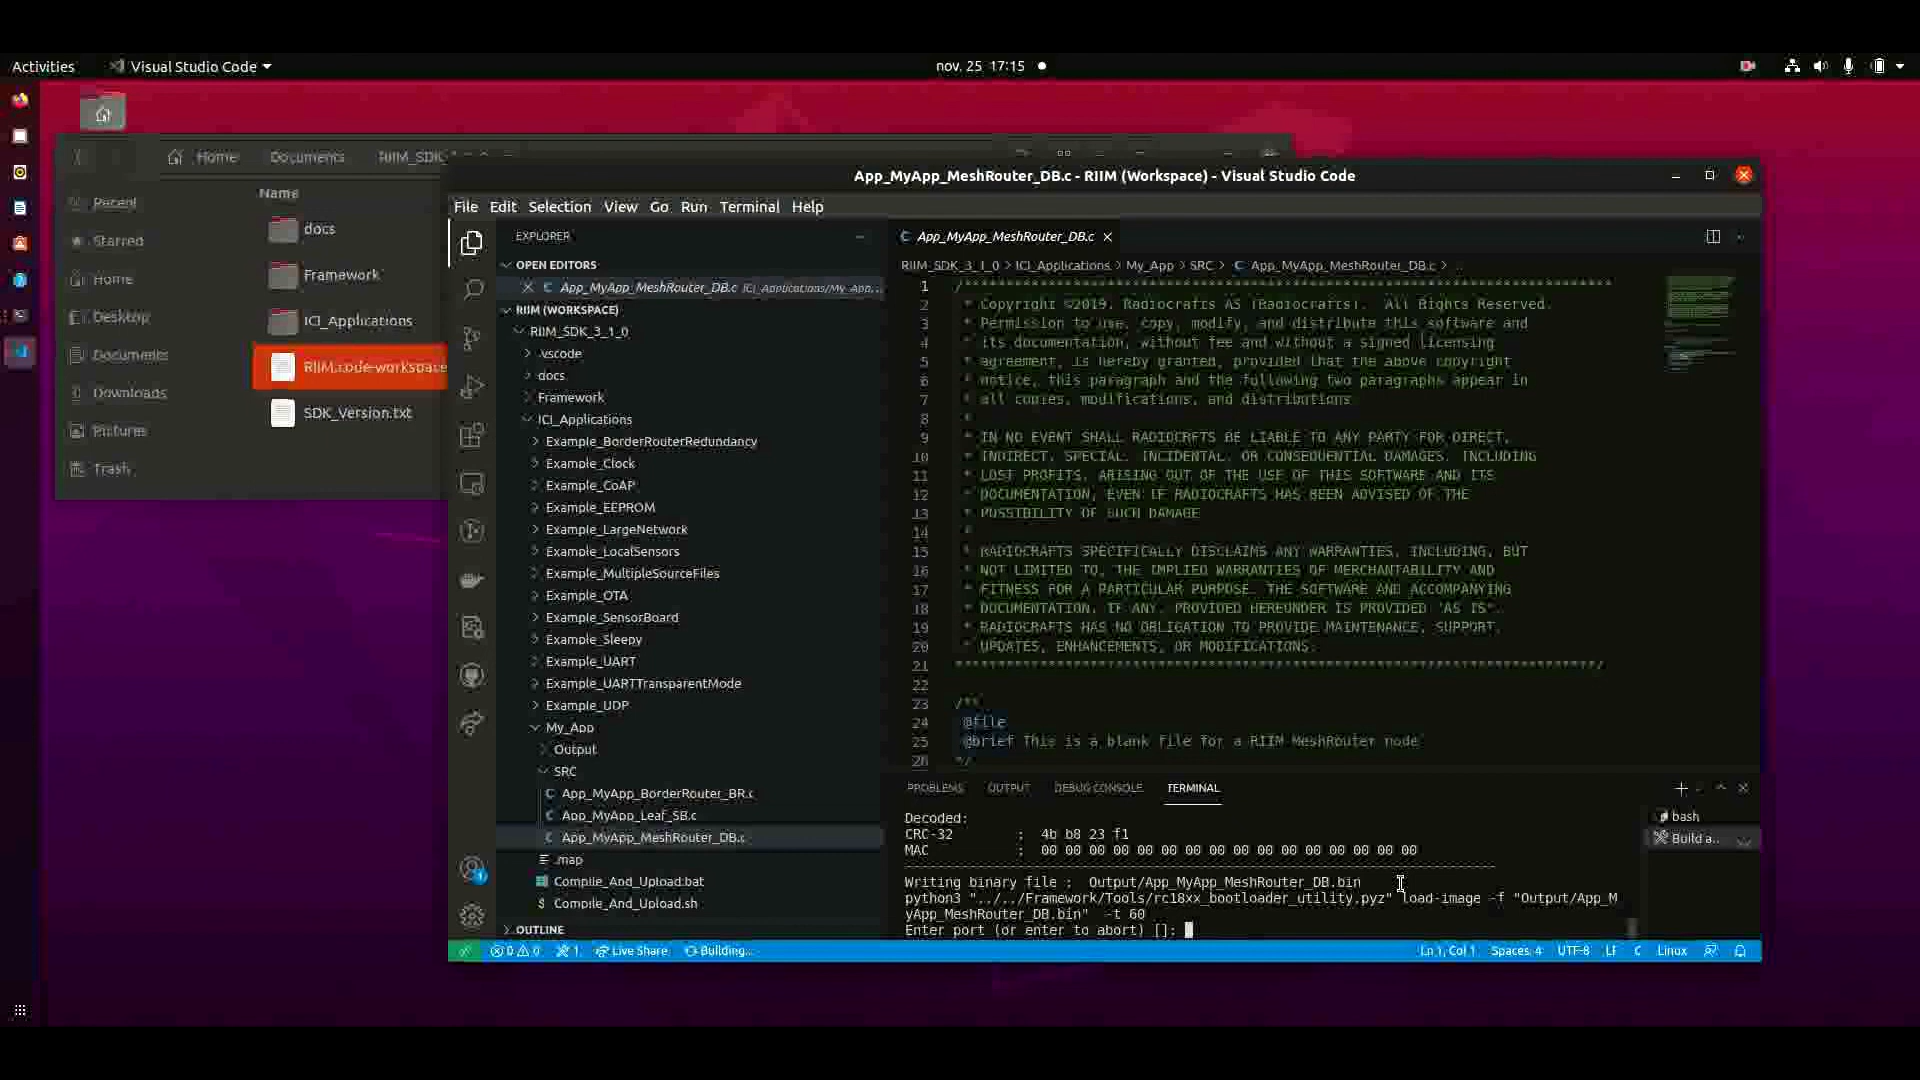 Activities
Visual Studio Code
nov. 25 17:15
Home
Documents
Name
Recent
Starred
Home
Desktop
Documents
Downloads
Pictures
Trash
docs
Framework
ICI_Applications
RIIM.code-workspace
SDK_Version.txt
App_MyApp_MeshRouter_DB.c - RIIM (Workspace) - Visual Studio Code
File Edit Selection View Go Run Terminal Help
EXPLORER
OPEN EDITORS
App_MyApp_MeshRouter_DB.c ICI_Applications/My_App...
RIIM (WORKSPACE)
RIIM_SDK_3_1_0
.vscode
docs
Framework
ICI_Applications
Example_BorderRouterRedundancy
Example_Clock
Example_CoAP
Example_EEPROM
Example_LargeNetwork
Example_LocalSensors
Example_MultipleSourceFiles
Example_OTA
Example_SensorBoard
Example_Sleepy
Example_UART
Example_UARTTransparentMode
Example_UDP
My_App
Output
SRC
C App_MyApp_BorderRouter_BR.c
C App_MyApp_Leaf_SB.c
C App_MyApp_MeshRouter_DB.c
.map
Compile_And_Upload.bat
$ Compile_And_Upload.sh
OUTLINE
C App_MyApp_MeshRouter_DB.c
RIIM_SDK_3_1_0 > ICI_Applications > My_App > SRC > C App_MyApp_MeshRouter_DB.c > ...
1 /******************************************************************************
2 * Copyright ©2019. Radiocrafts AS (Radiocrafts). All Rights Reserved.
3 * Permission to use, copy, modify, and distribute this software and
4 * its documentation, without fee and without a signed licensing
5 * agreement, is hereby granted, provided that the above copyright
6 * notice, this paragraph and the following two paragraphs appear in
7 * all copies, modifications, and distributions.
8 *
9 * IN NO EVENT SHALL RADIOCRFTS BE LIABLE TO ANY PARTY FOR DIRECT,
10 * INDIRECT, SPECIAL, INCIDENTAL, OR CONSEQUENTIAL DAMAGES, INCLUDING
11 * LOST PROFITS, ARISING OUT OF THE USE OF THIS SOFTWARE AND ITS
12 * DOCUMENTATION, EVEN IF RADIOCRAFTS HAS BEEN ADVISED OF THE
13 * POSSIBILITY OF SUCH DAMAGE
14 *
15 * RADIOCRAFTS SPECIFICALLY DISCLAIMS ANY WARRANTIES, INCLUDING, BUT
16 * NOT LIMITED TO, THE IMPLIED WARRANTIES OF MERCHANTABILITY AND
17 * FITNESS FOR A PARTICULAR PURPOSE. THE SOFTWARE AND ACCOMPANYING
18 * DOCUMENTATION, IF ANY, PROVIDED HEREUNDER IS PROVIDED "AS IS".
19 * RADIOCRAFTS HAS NO OBLIGATION TO PROVIDE MAINTENANCE, SUPPORT,
20 * UPDATES, ENHANCEMENTS, OR MODIFICATIONS.
21 ******************************************************************************/
22
23 /**
24 @file
25 @brief This is a blank file for a RIIM MeshRouter node
26 */
PROBLEMS OUTPUT DEBUG CONSOLE TERMINAL
Decoded:
CRC-32 : 4b b8 23 f1
MAC : 00 00 00 00 00 00 00 00 00 00 00 00 00 00 00 00
Writing binary file : Output/App_MyApp_MeshRouter_DB.bin
python3 "../../Framework/Tools/rc18xx_bootloader_utility.pyz" load-image -f "Output/App_M
yApp_MeshRouter_DB.bin" -t 60
Enter port (or enter to abort) []:
bash
Build a...
0 0 1 Live Share Building...
Ln 1, Col 1 Spaces: 4 UTF-8 LF C Linux